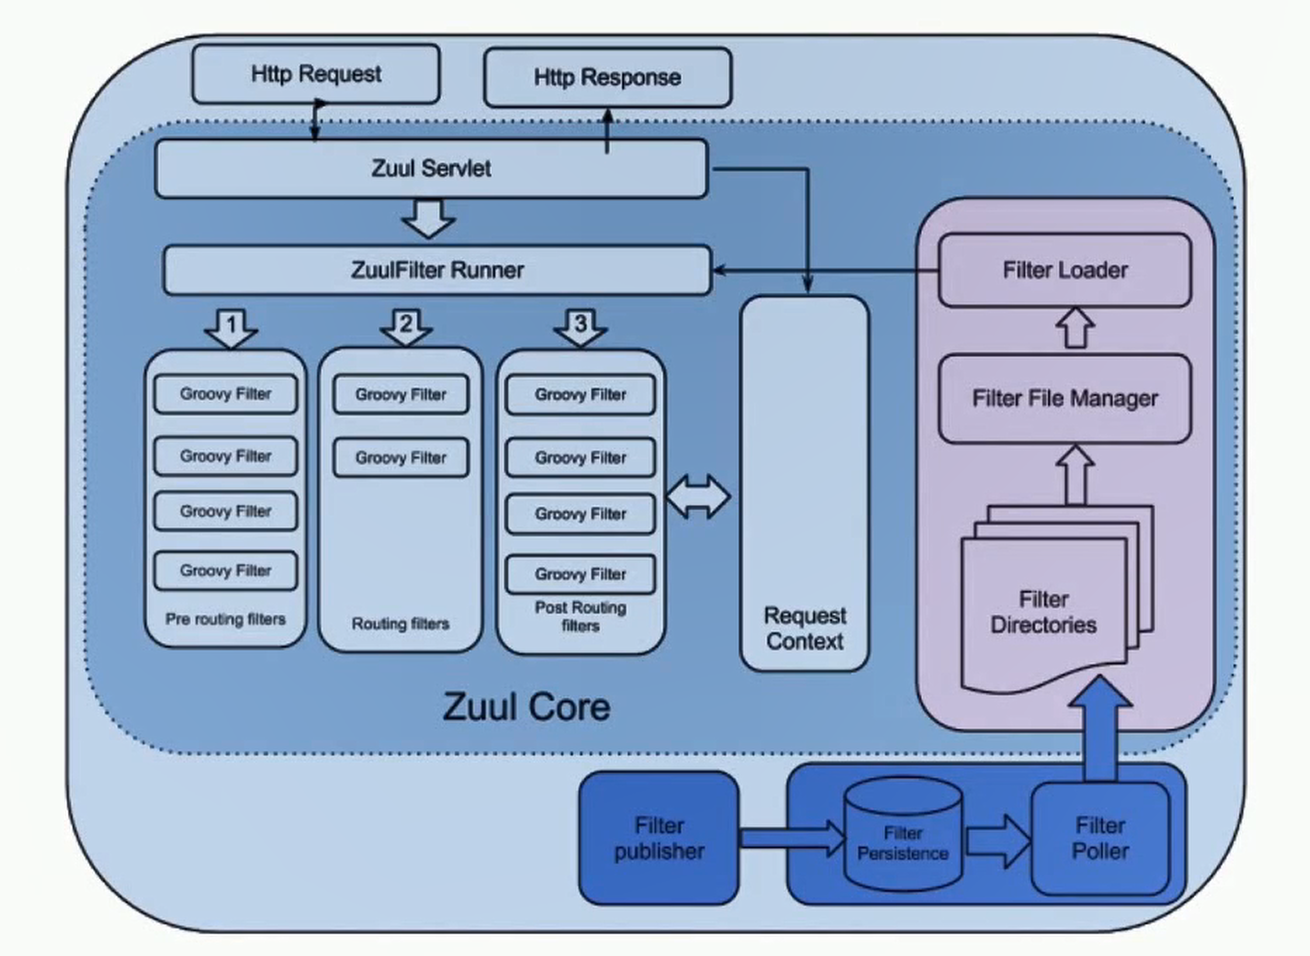 Http Request
Http Response
Zuul Servlet
ZuulFilter Runner
Filter Loader
1
2
3
Groovy Filter
Groovy Filter
Groovy Filter
Groovy Filter
Pre routing filters
Groovy Filter
Groovy Filter
Routing filters
Groovy Filter
Groovy Filter
Groovy Filter
Groovy Filter
Post Routing
filters
Request
Context
Filter File Manager
Filter
Directories
Zuul Core
Filter
publisher
Filter
Persistence
Filter
Poller